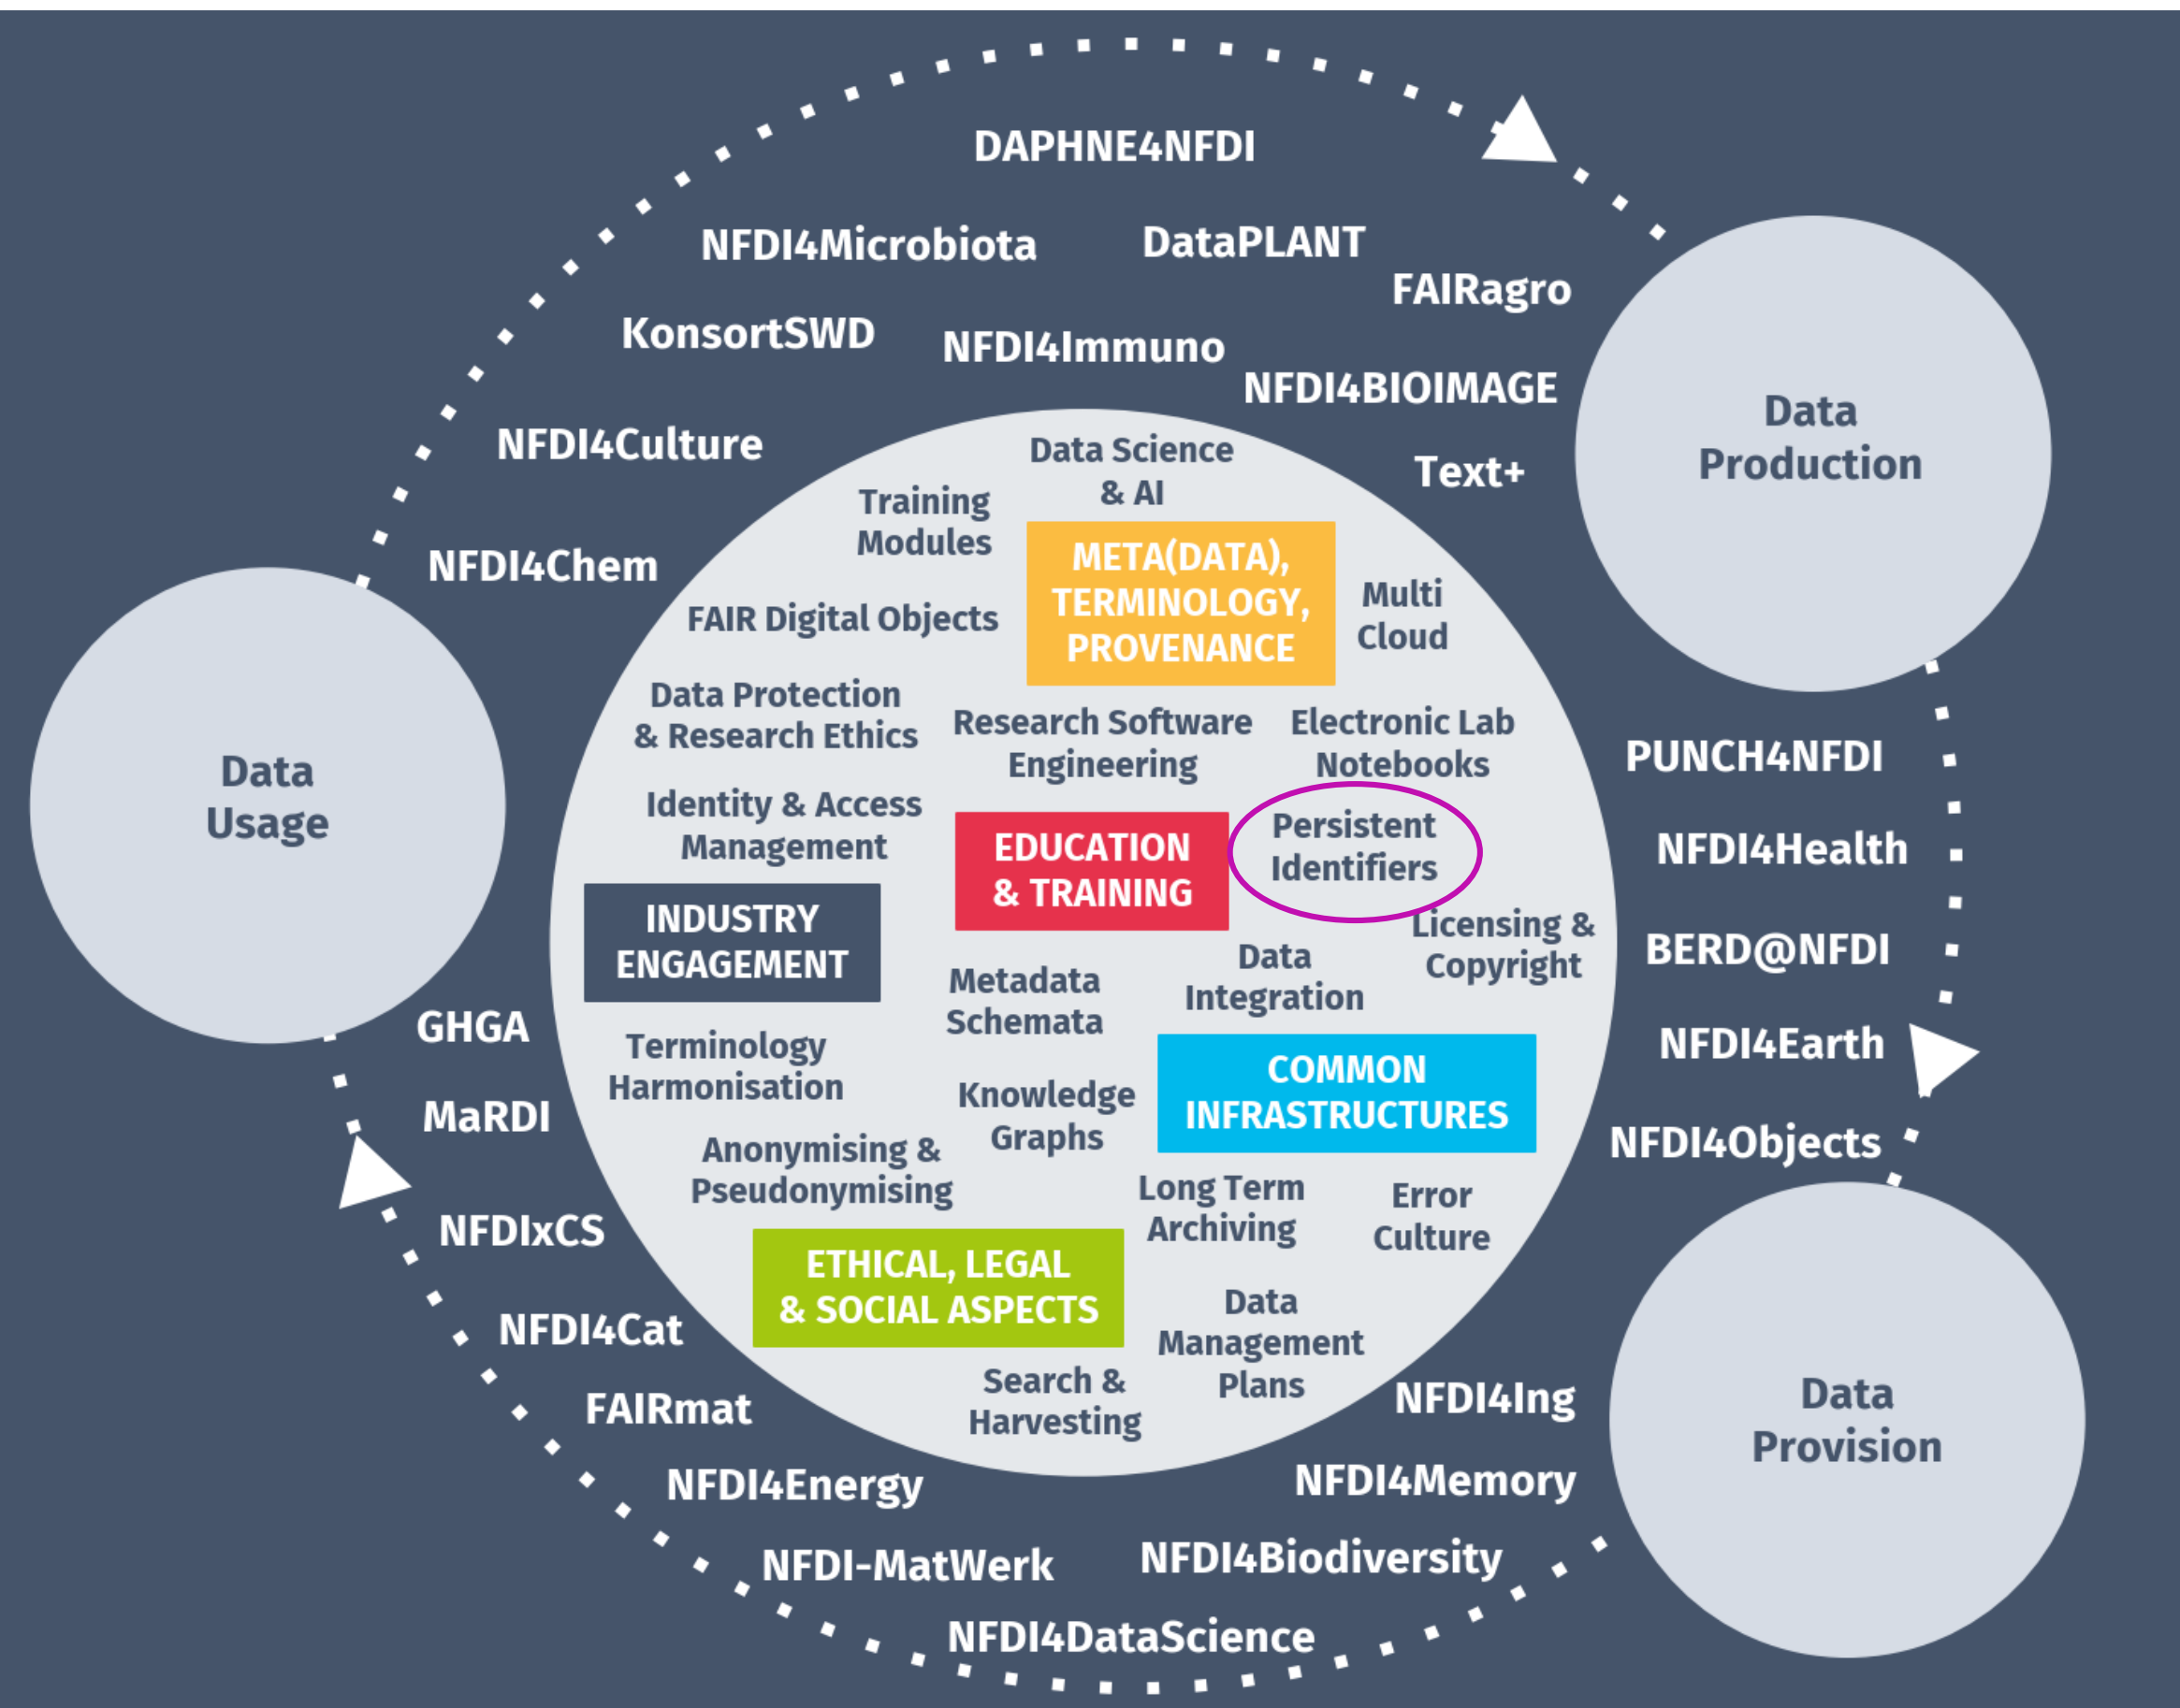 DAPHNE4NFDI
NFDI4Microbiota
DataPLANT
FAIRagro
KonsortSWD
NFDI4Immuno
NFDI4BIOIMAGE
NFDI4Culture
Text+
NFDI4Chem
Data
Production
Data
Usage
Data Science
& AI
Training
Modules
META(DATA),
TERMINOLOGY,
PROVENANCE
Multi
Cloud
FAIR Digital Objects
Data Protection
& Research Ethics
Research Software
Engineering
Electronic Lab
Notebooks
Identity & Access
Management
EDUCATION
& TRAINING
Persistent
Identifiers
INDUSTRY
ENGAGEMENT
Licensing &
Copyright
Metadata
Schemata
Data
Integration
Terminology
Harmonisation
Knowledge
Graphs
COMMON
INFRASTRUCTURES
Anonymising &
Pseudonymising
Long Term
Archiving
Error
Culture
ETHICAL, LEGAL
& SOCIAL ASPECTS
Data
Management
Plans
Search &
Harvesting
PUNCH4NFDI
NFDI4Health
BERD@NFDI
NFDI4Earth
NFDI4Objects
GHGA
MaRDI
NFDIxCS
NFDI4Cat
FAIRmat
NFDI4Energy
NFDI-MatWerk
NFDI4DataScience
NFDI4Biodiversity
NFDI4Memory
NFDI4Ing
Data
Provision